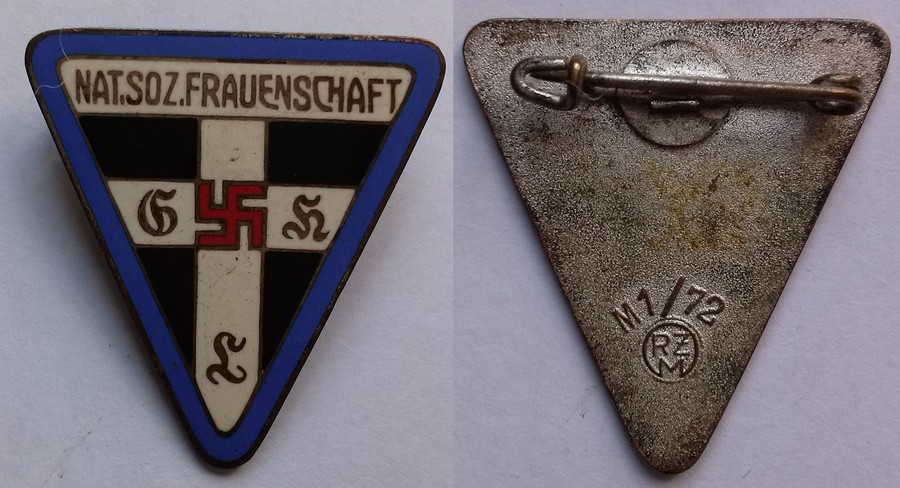 NAT.SOZ.FRAUENSCHAFT
G H
L
M1/72
RZM